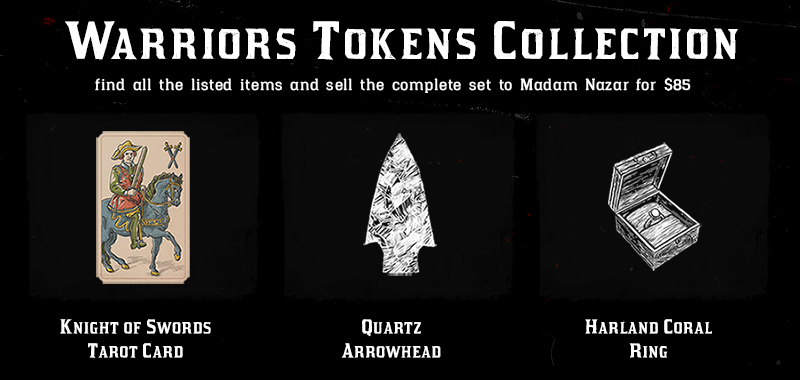 Warriors Tokens Collection
find all the listed items and sell the complete set to Madam Nazar for $85
Knight of Swords
Tarot Card
Quartz
Arrowhead
Harland Coral
Ring